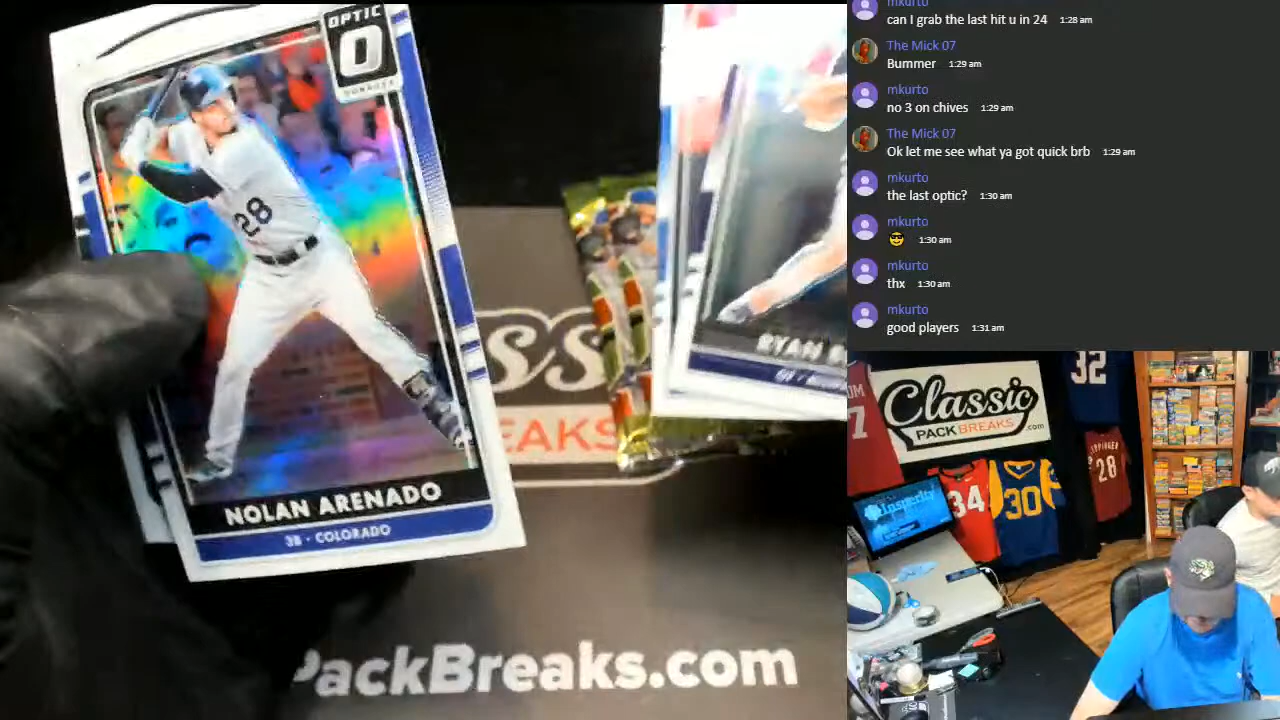 OPTIC
DONRUSS
28
NOLAN ARENADO
3B • COLORADO
RYAN
SS
EAKS
PackBreaks.com
mkurto
can I grab the last hit u in 24 1:28 am
The Mick 07
Bummer 1:29 am
mkurto
no 3 on chives 1:29 am
The Mick 07
Ok let me see what ya got quick brb 1:29 am
mkurto
the last optic? 1:30 am
mkurto
😎 1:30 am
mkurto
thx 1:30 am
mkurto
good players 1:31 am
Classic
PACK BREAKS.com
32
7
34
30
28
Insperity